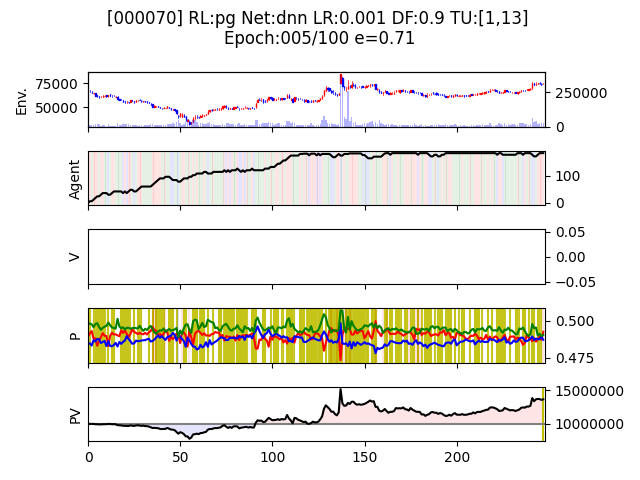 [000070] RL:pg Net:dnn LR:0.001 DF:0.9 TU:[1,13]
Epoch:005/100 e=0.71
Env.
75000
50000
250000
0
Agent
100
0
V
0.05
0.00
−0.05
P
0.500
0.475
PV
15000000
10000000
0 50 100 150 200